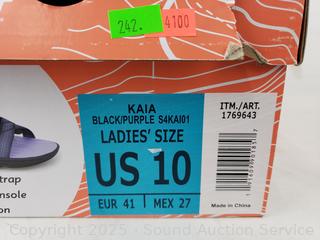 242.
4100
KAIA
BLACK/PURPLE S4KAI01
LADIES' SIZE
US 10
EUR 41 | MEX 27
ITM./ART.
1769643
trap
nsole
on
Made in China
Copyright 2025 - Sound Auction Service